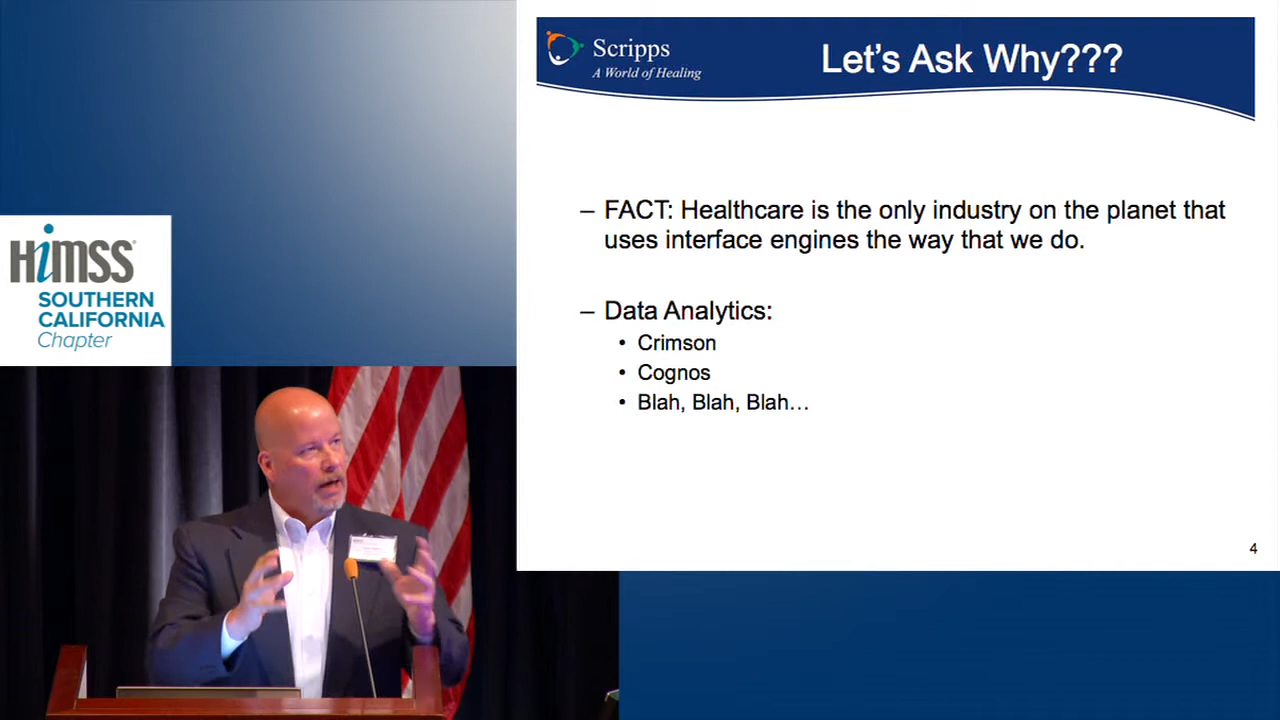 Scripps
A World of Healing
Let's Ask Why???
– FACT: Healthcare is the only industry on the planet that
uses interface engines the way that we do.
– Data Analytics:
• Crimson
• Cognos
• Blah, Blah, Blah…
4
HiMSS®
SOUTHERN
CALIFORNIA
Chapter